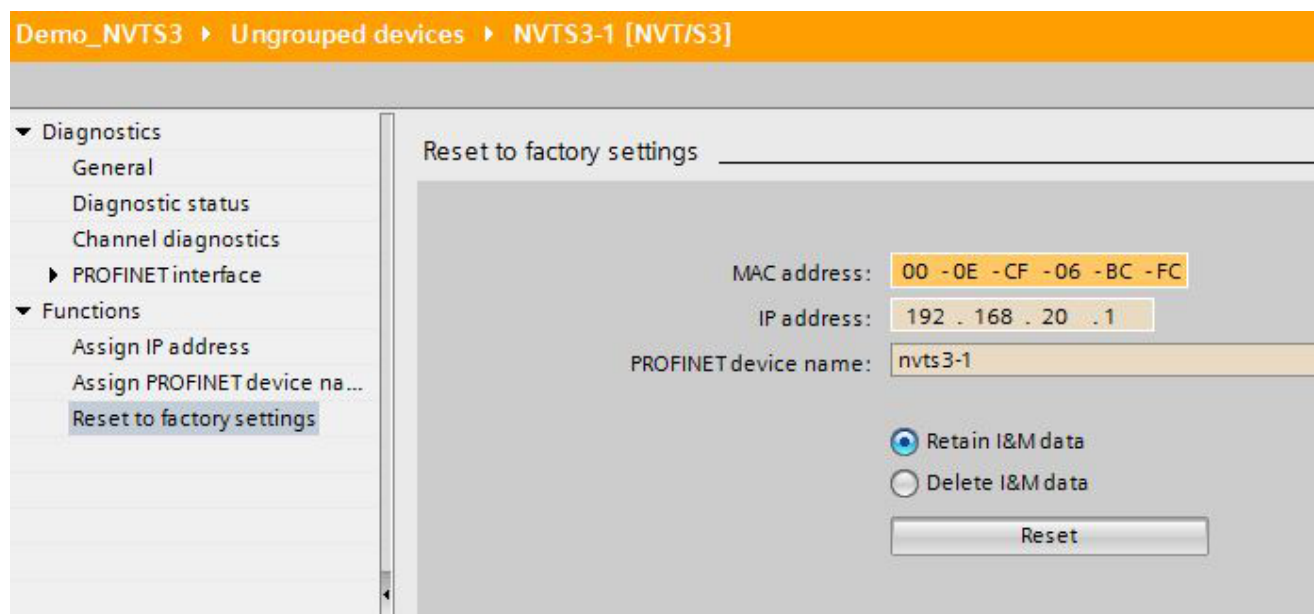 Demo_NVTS3 ▸ Ungrouped devices ▸ NVTS3-1 [NVT/S3]
Diagnostics
General
Diagnostic status
Channel diagnostics
PROFINET interface
Functions
Assign IP address
Assign PROFINET device na...
Reset to factory settings
Reset to factory settings
MAC address: 00 -0E -CF -06 -BC -FC
IP address: 192 . 168 . 20 .1
PROFINET device name: nvts3-1
Retain I&M data
Delete I&M data
Reset